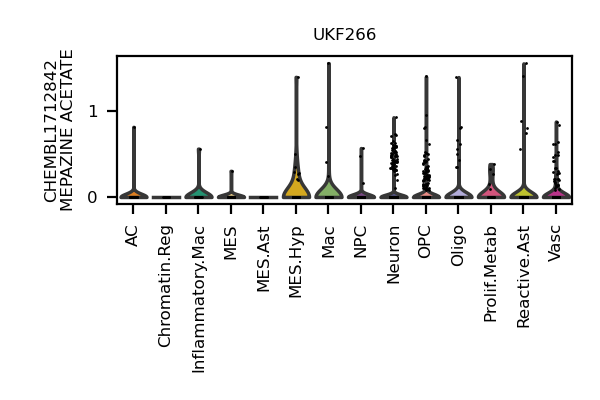 UKF266
CHEMBL1712842
MEPAZINE ACETATE
1
0
AC
Chromatin.Reg
Inflammatory.Mac
MES
MES.Ast
MES.Hyp
Mac
NPC
Neuron
OPC
Oligo
Prolif.Metab
Reactive.Ast
Vasc